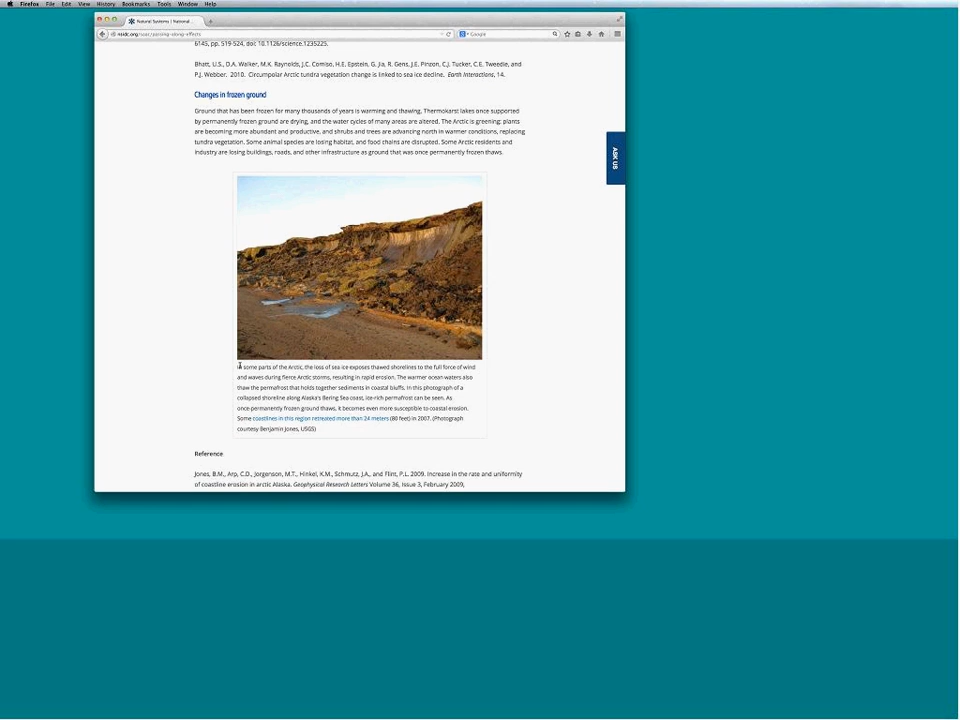 Firefox File Edit View History Bookmarks Tools Window Help
Natural Systems | National ...
nsidc.org/soac/passing-along-effects
Google
6145, pp. 519-524, doi: 10.1126/science.1235225.
Bhatt, U.S., D.A. Walker, M.K. Raynolds, J.C. Comiso, H.E. Epstein, G. Jia, R. Gens, J.E. Pinzon, C.J. Tucker, C.E. Tweedie, and
P.J. Webber. 2010. Circumpolar Arctic tundra vegetation change is linked to sea ice decline. Earth Interactions, 14.
Changes in frozen ground
Ground that has been frozen for many thousands of years is warming and thawing. Thermokarst lakes once supported
by permanently frozen ground are drying, and the water cycles of many areas are altered. The Arctic is greening: plants
are becoming more abundant and productive, and shrubs and trees are advancing north in warmer conditions, replacing
tundra vegetation. Some animal species are losing habitat, and food chains are disrupted. Some Arctic residents and
industry are losing buildings, roads, and other infrastructure as ground that was once permanently frozen thaws.
ASK US
In some parts of the Arctic, the loss of sea ice exposes thawed shorelines to the full force of wind
and waves during fierce Arctic storms, resulting in rapid erosion. The warmer ocean waters also
thaw the permafrost that holds together sediments in coastal bluffs. In this photograph of a
collapsed shoreline along Alaska's Bering Sea coast, ice-rich permafrost can be seen. As
once-permanently frozen ground thaws, it becomes even more susceptible to coastal erosion.
Some coastlines in this region retreated more than 24 meters (80 feet) in 2007. (Photograph
courtesy Benjamin Jones, USGS)
Reference
Jones, B.M., Arp, C.D., Jorgenson, M.T., Hinkel, K.M., Schmutz, J.A., and Flint, P.L. 2009. Increase in the rate and uniformity
of coastline erosion in arctic Alaska. Geophysical Research Letters Volume 36, Issue 3, February 2009,